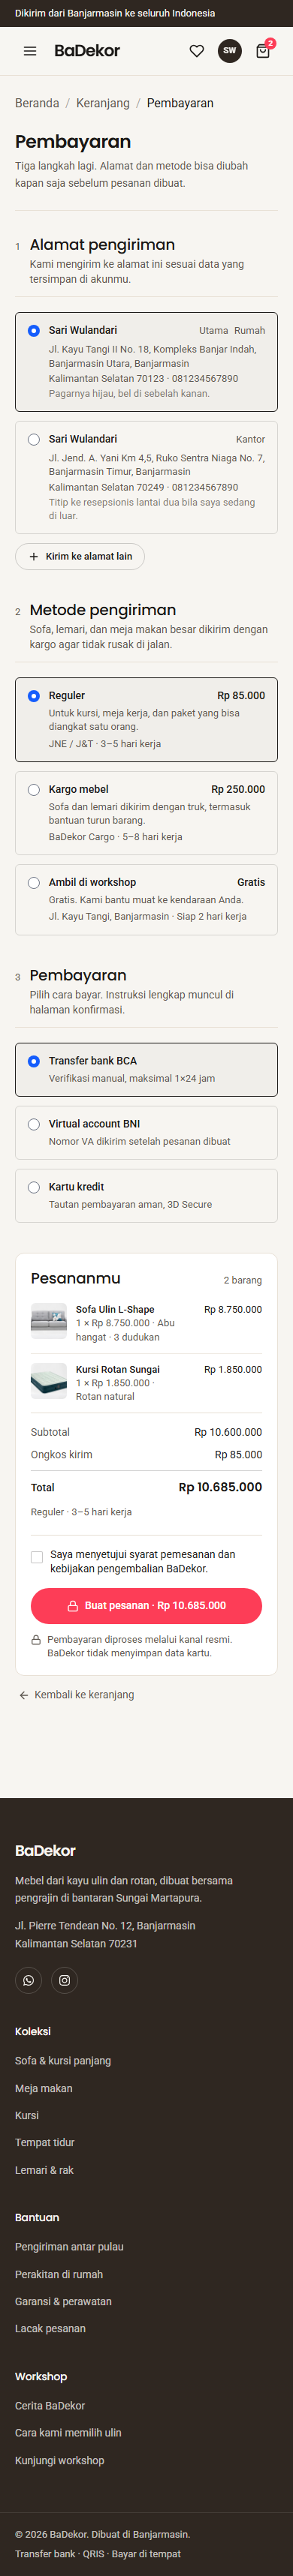 Dikirim dari Banjarmasin ke seluruh Indonesia
BaDekor
SW
2
Beranda / Keranjang / Pembayaran
Pembayaran
Tiga langkah lagi. Alamat dan metode bisa diubah
kapan saja sebelum pesanan dibuat.
1 Alamat pengiriman
Kami mengirim ke alamat ini sesuai data yang
tersimpan di akunmu.
Sari Wulandari Utama Rumah
Jl. Kayu Tangi II No. 18, Kompleks Banjar Indah,
Banjarmasin Utara, Banjarmasin
Kalimantan Selatan 70123 · 081234567890
Pagarnya hijau, bel di sebelah kanan.
Sari Wulandari Kantor
Jl. Jend. A. Yani Km 4,5, Ruko Sentra Niaga No. 7,
Banjarmasin Timur, Banjarmasin
Kalimantan Selatan 70249 · 081234567890
Titip ke resepsionis lantai dua bila saya sedang
di luar.
+ Kirim ke alamat lain
2 Metode pengiriman
Sofa, lemari, dan meja makan besar dikirim dengan
kargo agar tidak rusak di jalan.
Reguler Rp 85.000
Untuk kursi, meja kerja, dan paket yang bisa
diangkat satu orang.
JNE / J&T · 3–5 hari kerja
Kargo mebel Rp 250.000
Sofa dan lemari dikirim dengan truk, termasuk
bantuan turun barang.
BaDekor Cargo · 5–8 hari kerja
Ambil di workshop Gratis
Gratis. Kami bantu muat ke kendaraan Anda.
Jl. Kayu Tangi, Banjarmasin · Siap 2 hari kerja
3 Pembayaran
Pilih cara bayar. Instruksi lengkap muncul di
halaman konfirmasi.
Transfer bank BCA
Verifikasi manual, maksimal 1×24 jam
Virtual account BNI
Nomor VA dikirim setelah pesanan dibuat
Kartu kredit
Tautan pembayaran aman, 3D Secure
Pesananmu 2 barang
Sofa Ulin L-Shape Rp 8.750.000
1 × Rp 8.750.000 · Abu
hangat · 3 dudukan
Kursi Rotan Sungai Rp 1.850.000
1 × Rp 1.850.000 ·
Rotan natural
Subtotal Rp 10.600.000
Ongkos kirim Rp 85.000
Total Rp 10.685.000
Reguler · 3–5 hari kerja
Saya menyetujui syarat pemesanan dan
kebijakan pengembalian BaDekor.
Buat pesanan · Rp 10.685.000
Pembayaran diproses melalui kanal resmi.
BaDekor tidak menyimpan data kartu.
← Kembali ke keranjang
BaDekor
Mebel dari kayu ulin dan rotan, dibuat bersama
pengrajin di bantaran Sungai Martapura.
Jl. Pierre Tendean No. 12, Banjarmasin
Kalimantan Selatan 70231
Koleksi
Sofa & kursi panjang
Meja makan
Kursi
Tempat tidur
Lemari & rak
Bantuan
Pengiriman antar pulau
Perakitan di rumah
Garansi & perawatan
Lacak pesanan
Workshop
Cerita BaDekor
Cara kami memilih ulin
Kunjungi workshop
© 2026 BaDekor. Dibuat di Banjarmasin.
Transfer bank · QRIS · Bayar di tempat